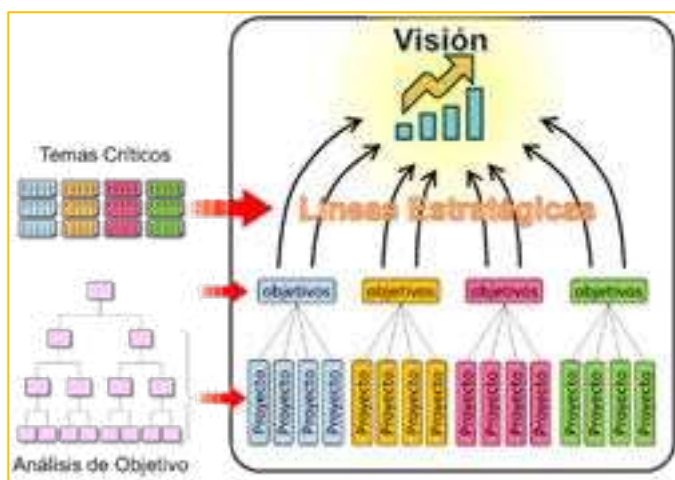 Visión
Temas Críticos
Líneas Estratégicas
objetivos objetivos objetivos objetivos
Proyecto Proyecto Proyecto Proyecto Proyecto Proyecto Proyecto Proyecto Proyecto Proyecto Proyecto Proyecto Proyecto Proyecto Proyecto Proyecto
Análisis de Objetivo